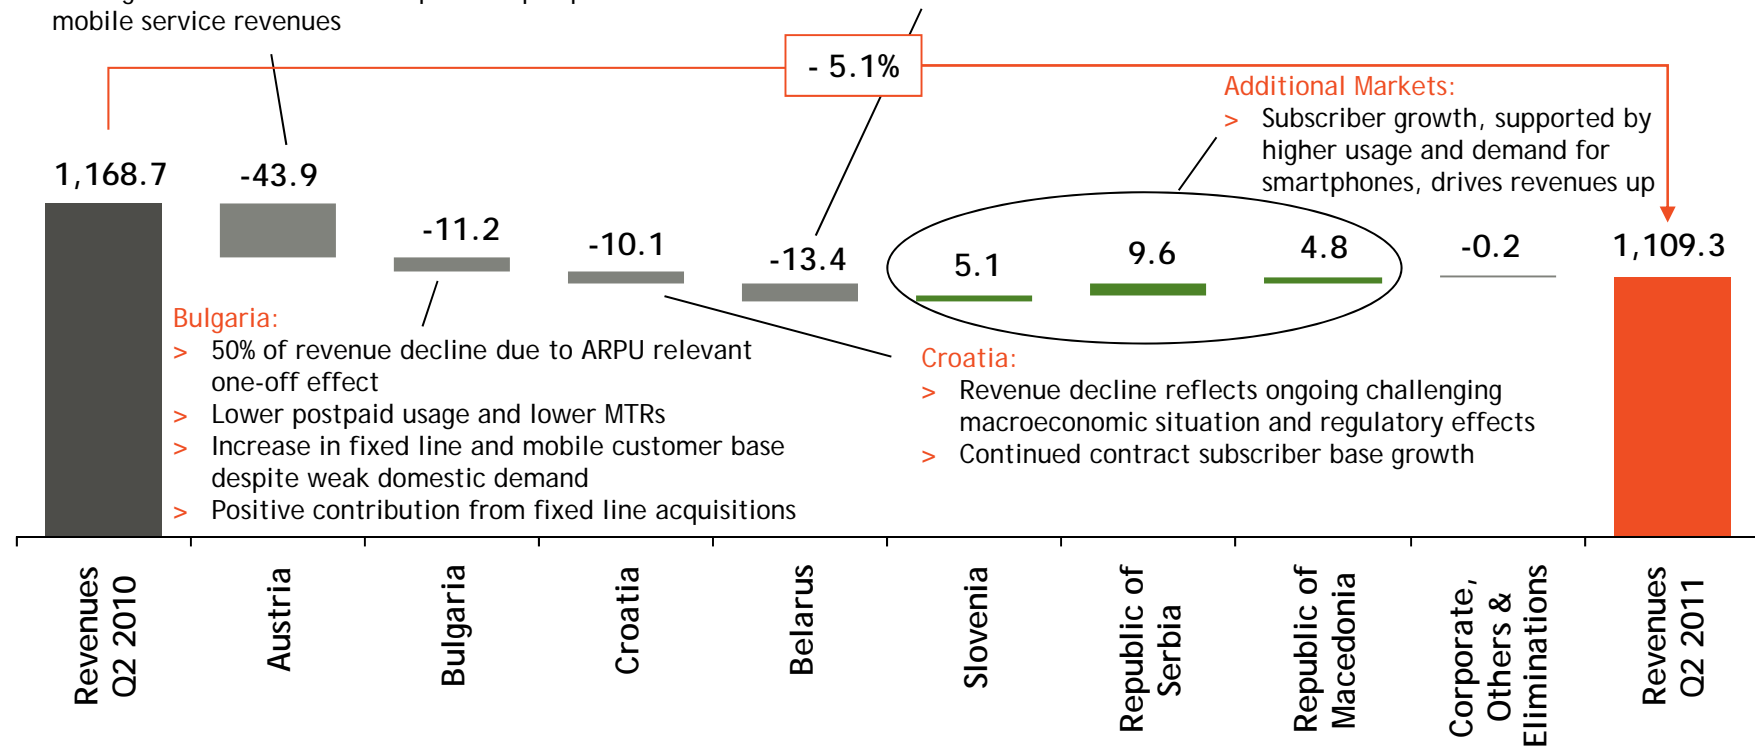 mobile service revenues
- 5.1%
Additional Markets:
> Subscriber growth, supported by
higher usage and demand for
smartphones, drives revenues up
1,168.7
-43.9
-11.2
-10.1
-13.4
5.1
9.6
4.8
-0.2
1,109.3
Bulgaria:
> 50% of revenue decline due to ARPU relevant
one-off effect
> Lower postpaid usage and lower MTRs
> Increase in fixed line and mobile customer base
despite weak domestic demand
> Positive contribution from fixed line acquisitions
Croatia:
> Revenue decline reflects ongoing challenging
macroeconomic situation and regulatory effects
> Continued contract subscriber base growth
Revenues
Q2 2010
Austria
Bulgaria
Croatia
Belarus
Slovenia
Republic of
Serbia
Republic of
Macedonia
Corporate,
Others &
Eliminations
Revenues
Q2 2011